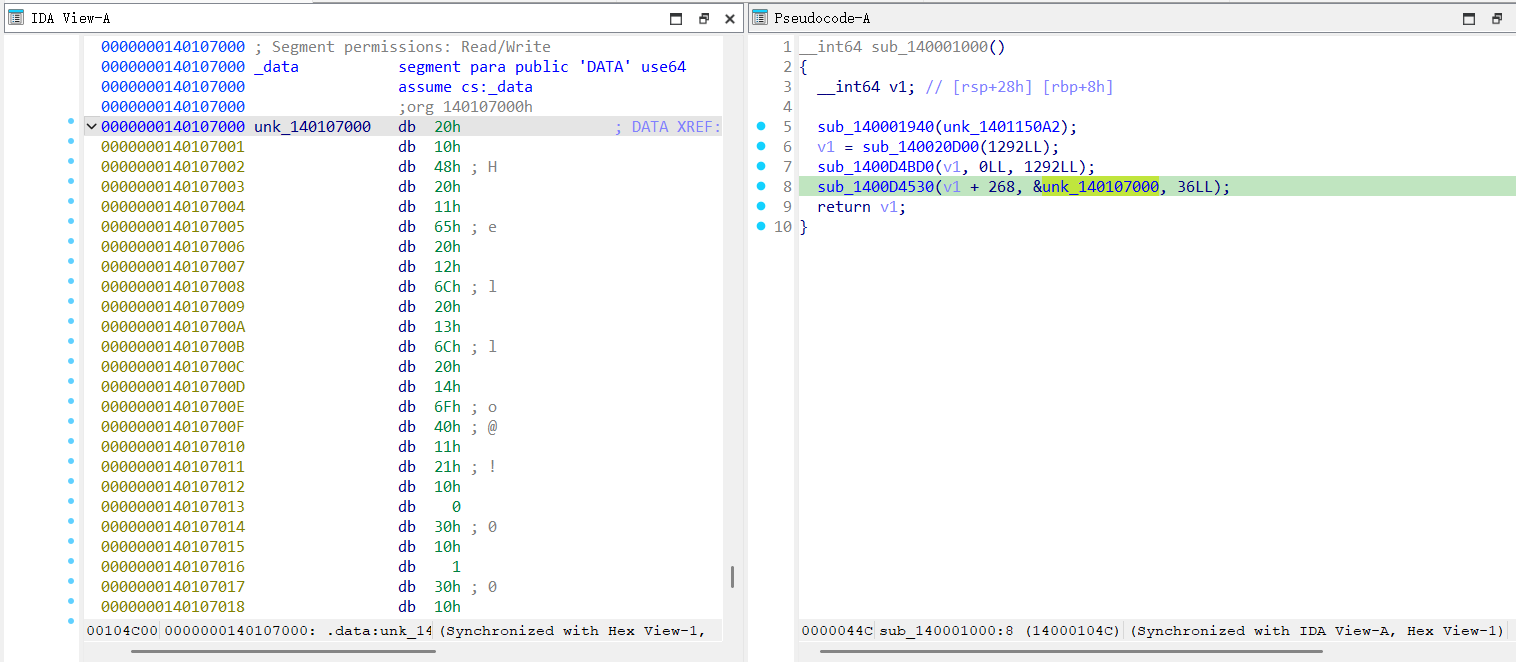 IDA View-A
0000000140107000 ; Segment permissions: Read/Write
0000000140107000 _data segment para public 'DATA' use64
0000000140107000 assume cs:_data
0000000140107000 ;org 140107000h
0000000140107000 unk_140107000 db 20h ; DATA XREF:
0000000140107001 db 10h
0000000140107002 db 48h ; H
0000000140107003 db 20h
0000000140107004 db 11h
0000000140107005 db 65h ; e
0000000140107006 db 20h
0000000140107007 db 12h
0000000140107008 db 6Ch ; l
0000000140107009 db 20h
000000014010700A db 13h
000000014010700B db 6Ch ; l
000000014010700C db 20h
000000014010700D db 14h
000000014010700E db 6Fh ; o
000000014010700F db 40h ; @
0000000140107010 db 11h
0000000140107011 db 21h ; !
0000000140107012 db 10h
0000000140107013 db 0
0000000140107014 db 30h ; 0
0000000140107015 db 10h
0000000140107016 db 1
0000000140107017 db 30h ; 0
0000000140107018 db 10h
00104C00 0000000140107000: .data:unk_14 (Synchronized with Hex View-1,
Pseudocode-A
1 __int64 sub_140001000()
2 {
3 __int64 v1; // [rsp+28h] [rbp+8h]
4
5 sub_140001940(unk_1401150A2);
6 v1 = sub_140020D00(1292LL);
7 sub_1400D4BD0(v1, 0LL, 1292LL);
8 sub_1400D4530(v1 + 268, &unk_140107000, 36LL);
9 return v1;
10 }
0000044C sub_140001000:8 (14000104C) (Synchronized with IDA View-A, Hex View-1)